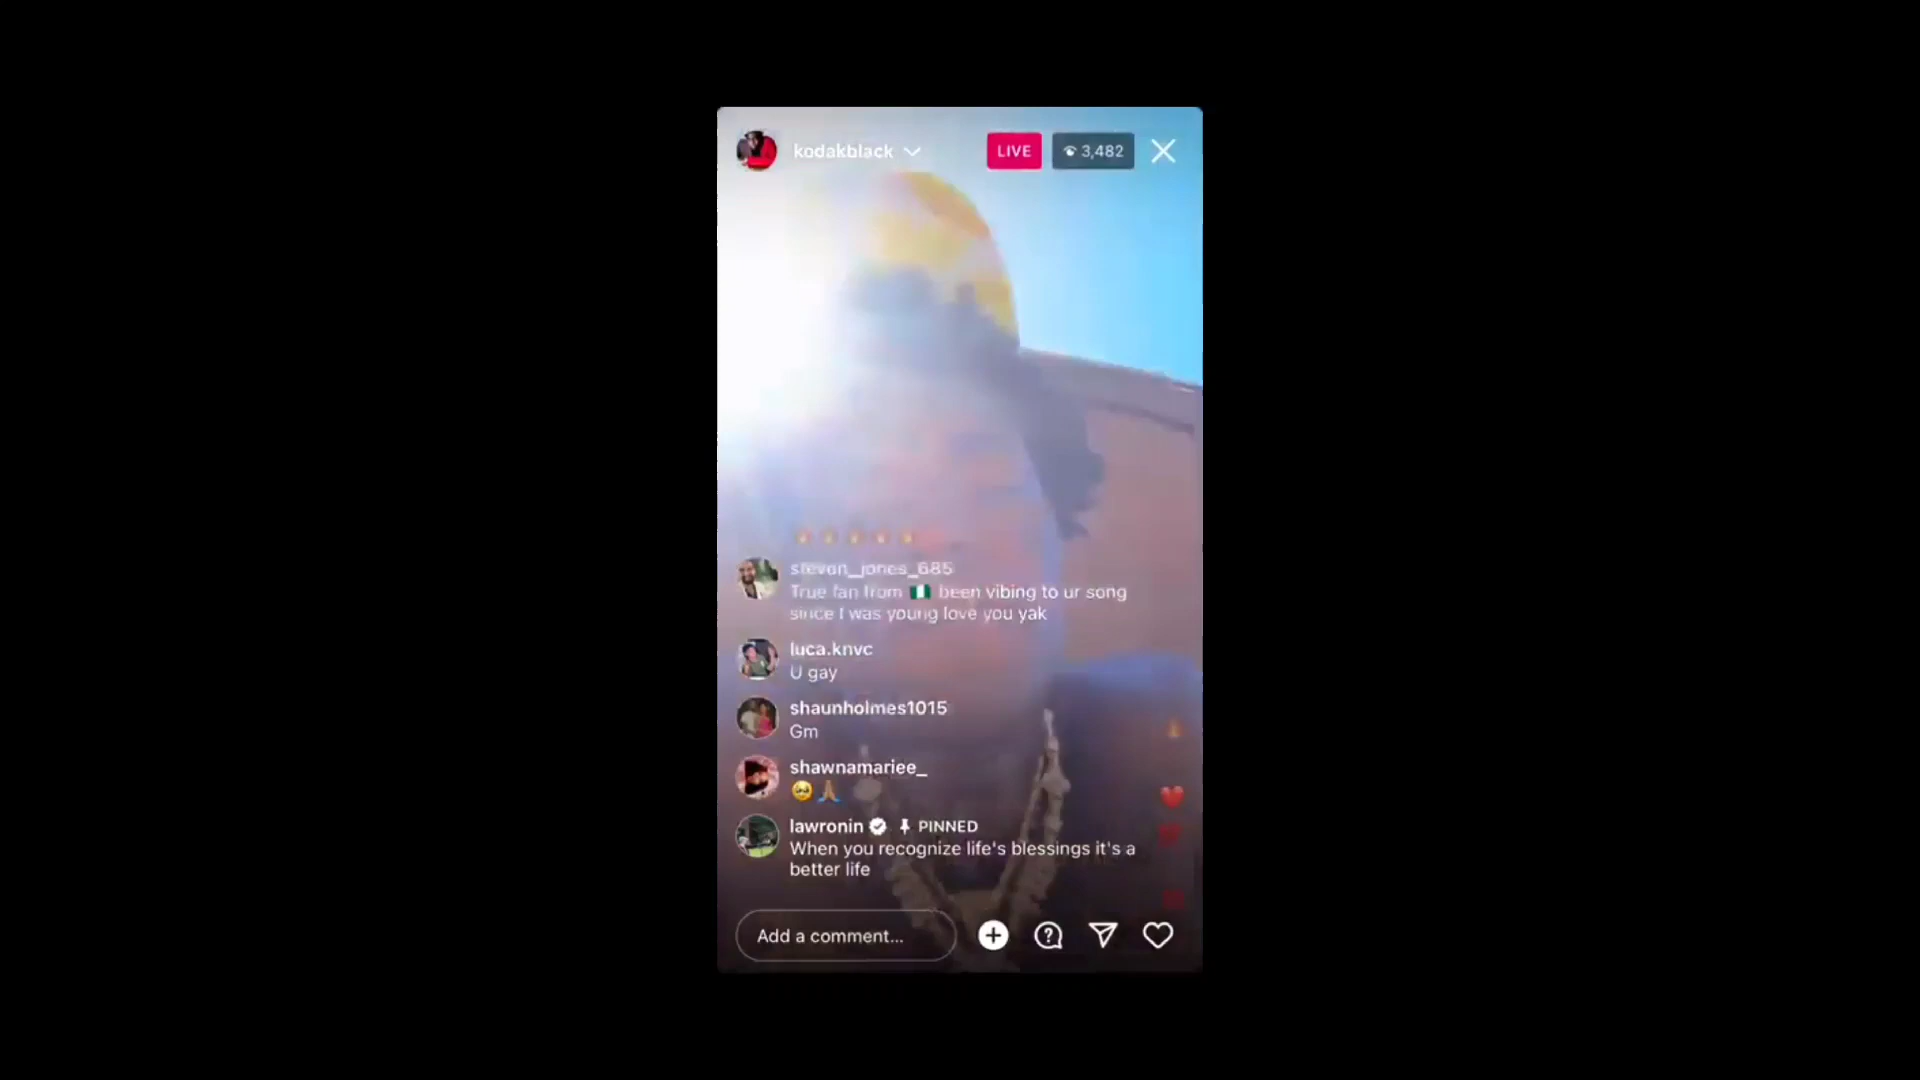 kodakblack
LIVE
3,482
stevon_jones_685
True fan from 🇳🇬 been vibing to ur song
since I was young love you yak
luca.knvc
U gay
shaunholmes1015
Gm
shawnamariee_
🥹🙏🏽
lawronin PINNED
When you recognize life's blessings it's a
better life
Add a comment...